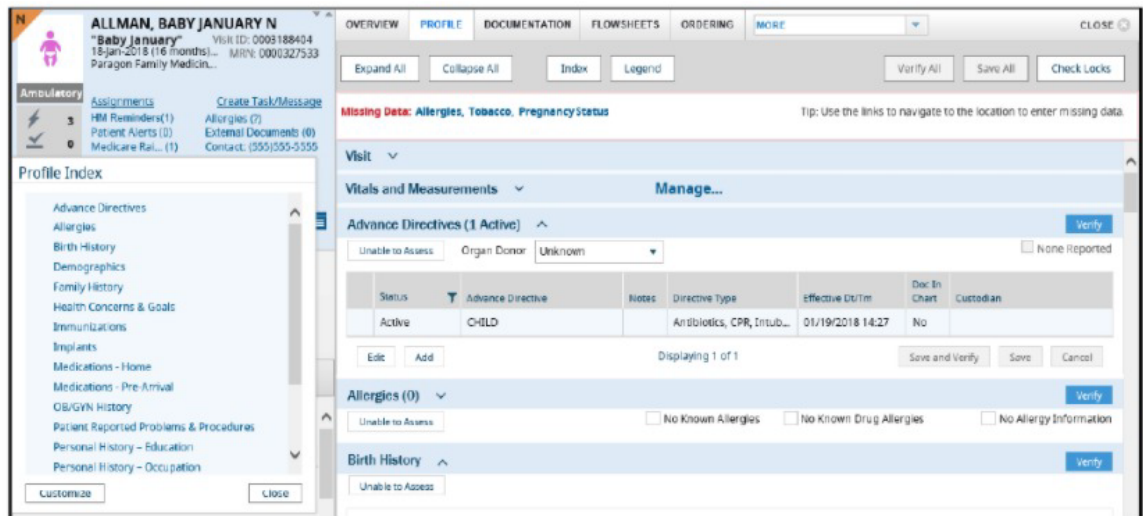 N
ALLMAN, BABY JANUARY N
"Baby January" Visit ID: 0003188404
18-Jan-2018 (16 months)... MRN: 0000327533
Paragon Family Medicin...
Ambulatory
Assignments Create Task/Message
3 HM Reminders(1) Allergies (?)
Patient Alerts (0) External Documents (0)
0 Medicare Rai... (1) Contact: (555)555-5555
Profile Index
Advance Directives
Allergies
Birth History
Demographics
Family History
Health Concerns & Goals
Immunizations
Implants
Medications - Home
Medications - Pre-Arrival
OB/GYN History
Patient Reported Problems & Procedures
Personal History – Education
Personal History – Occupation
Customize Close
OVERVIEW PROFILE DOCUMENTATION FLOWSHEETS ORDERING MORE CLOSE
Expand All Collapse All Index Legend Verify All Save All Check Locks
Missing Data: Allergies, Tobacco, PregnancyStatus Tip: Use the links to navigate to the location to enter missing data.
Visit
Vitals and Measurements Manage...
Advance Directives (1 Active) Verify
Unable to Assess Organ Donor Unknown None Reported
Status Advance Directive Notes Directive Type Effective Dt/Tm Doc In Chart Custodian
Active CHILD Antibiotics, CPR, Intub... 01/19/2018 14:27 No
Edit Add Displaying 1 of 1 Save and Verify Save Cancel
Allergies (0) Verify
Unable to Assess No Known Allergies No Known Drug Allergies No Allergy Information
Birth History Verify
Unable to Assess